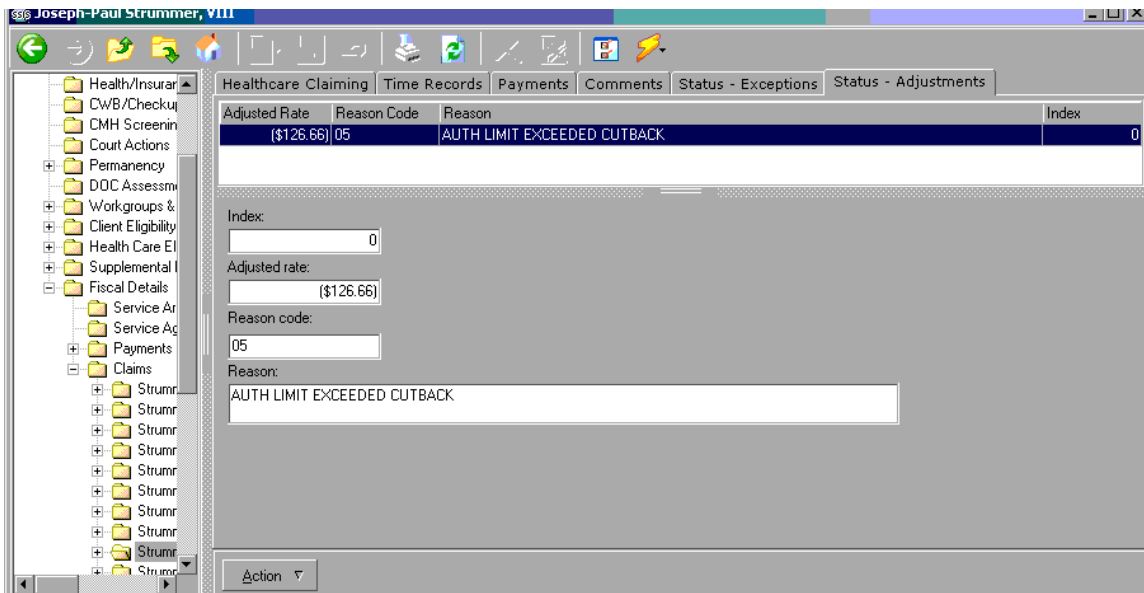 SSIS Joseph-Paul Strummer, VIII
Healthcare Claiming Time Records Payments Comments Status - Exceptions Status - Adjustments
Health/Insurar
CWB/Checkup
CMH Screenin
Court Actions
Permanency
DOC Assessm
Workgroups &
Client Eligibility
Health Care El
Supplemental
Fiscal Details
Service Ar
Service Ag
Payments
Claims
Strumr
Strumr
Strumr
Strumr
Strumr
Strumr
Strumr
Strumr
Strumr
Strumr
Adjusted Rate Reason Code Reason Index
($126.66) 05 AUTH LIMIT EXCEEDED CUTBACK 0
Index:
0
Adjusted rate:
($126.66)
Reason code:
05
Reason:
AUTH LIMIT EXCEEDED CUTBACK
Action